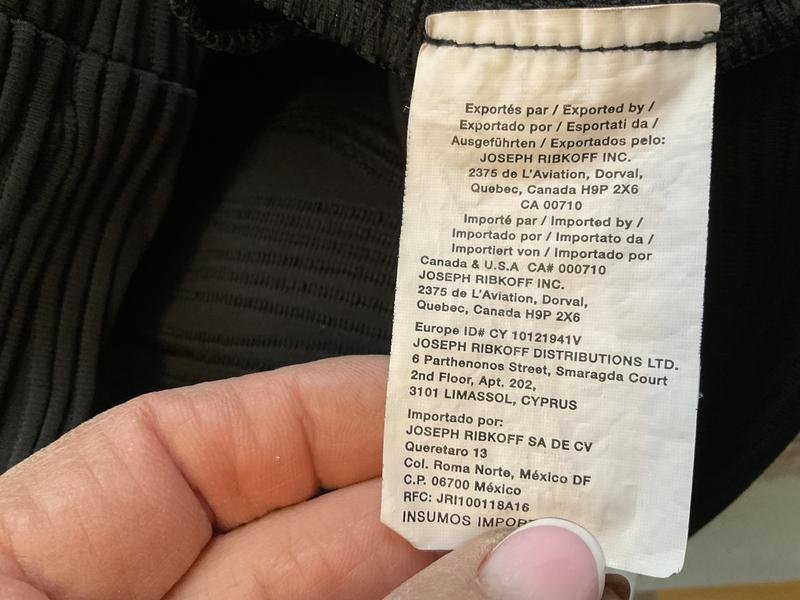 Exportés par / Exported by /
Exportado por / Esportati da /
Ausgeführten / Exportados pelo:
JOSEPH RIBKOFF INC.
2375 de L'Aviation, Dorval,
Quebec, Canada H9P 2X6
CA 00710
Importé par / Imported by /
Importado por / Importato da /
Importiert von / Importado por
Canada & U.S.A CA# 000710
JOSEPH RIBKOFF INC.
2375 de L'Aviation, Dorval,
Quebec, Canada H9P 2X6
Europe ID# CY 10121941V
JOSEPH RIBKOFF DISTRIBUTIONS LTD.
6 Parthenonos Street, Smaragda Court
2nd Floor, Apt. 202,
3101 LIMASSOL, CYPRUS
Importado por:
JOSEPH RIBKOFF SA DE CV
Queretaro 13
Col. Roma Norte, México DF
C.P. 06700 México
RFC: JRI100118A16
INSUMOS